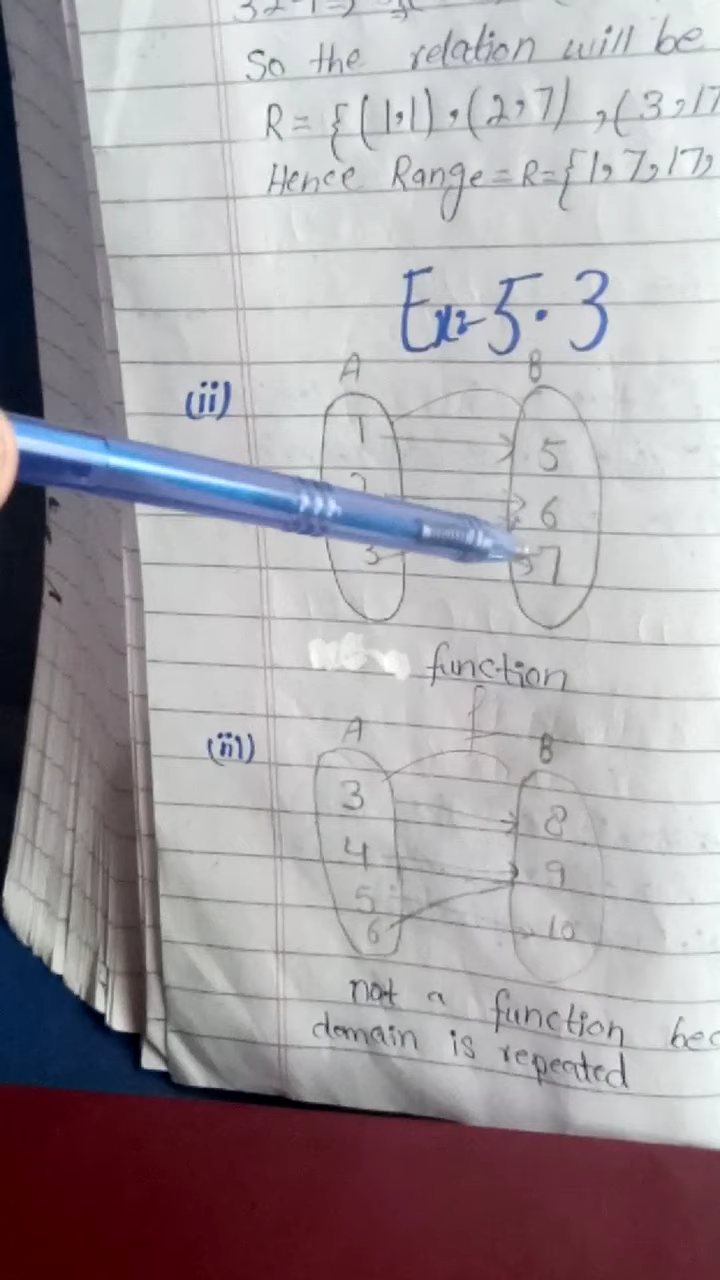 So the relation will be
R = {(1,1), (2,7), (3,17
Hence Range = R = {1, 7, 17,
Ex=5.3
(ii)
A B
1 5
2 6
3 7
function
f
(iii)
A B
3 8
4 9
5
6 10
not a function bec
domain is repeated